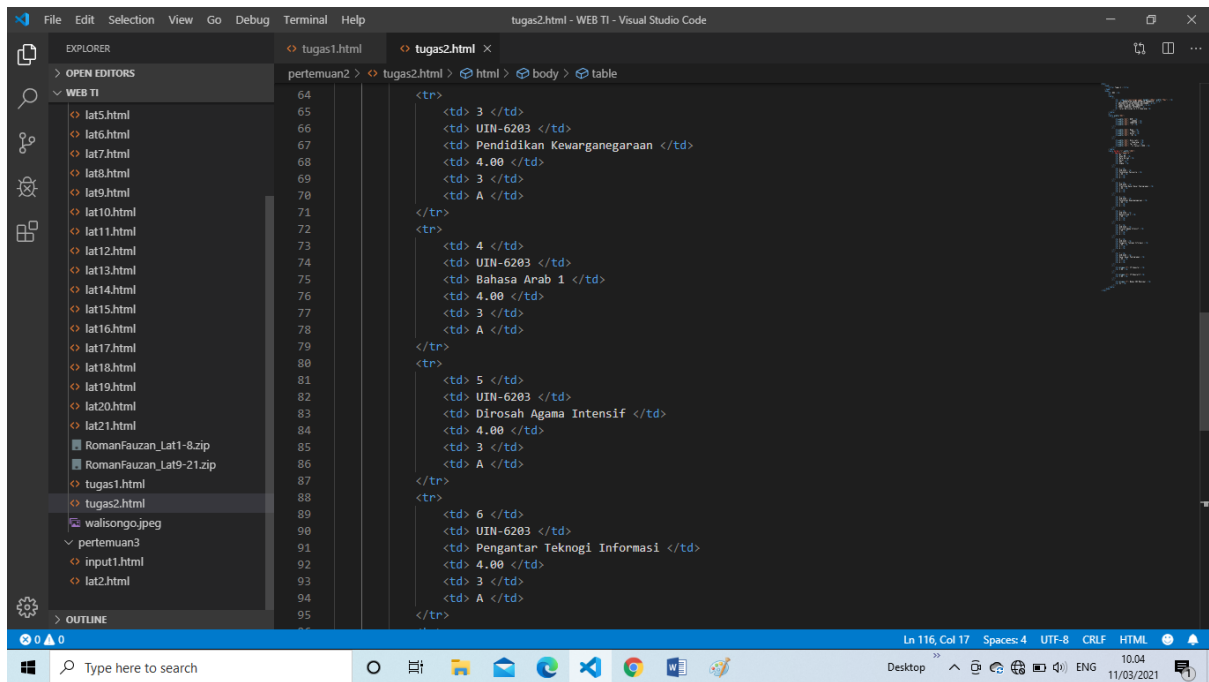 File Edit Selection View Go Debug Terminal Help tugas2.html - WEB TI - Visual Studio Code
EXPLORER
OPEN EDITORS
WEB TI
lat5.html
lat6.html
lat7.html
lat8.html
lat9.html
lat10.html
lat11.html
lat12.html
lat13.html
lat14.html
lat15.html
lat16.html
lat17.html
lat18.html
lat19.html
lat20.html
lat21.html
RomanFauzan_Lat1-8.zip
RomanFauzan_Lat9-21.zip
tugas1.html
tugas2.html
walisongo.jpeg
pertemuan3
input1.html
lat2.html
OUTLINE
tugas1.html tugas2.html
pertemuan2 > tugas2.html > html > body > table
64 <tr>
65 <td> 3 </td>
66 <td> UIN-6203 </td>
67 <td> Pendidikan Kewarganegaraan </td>
68 <td> 4.00 </td>
69 <td> 3 </td>
70 <td> A </td>
71 </tr>
72 <tr>
73 <td> 4 </td>
74 <td> UIN-6203 </td>
75 <td> Bahasa Arab 1 </td>
76 <td> 4.00 </td>
77 <td> 3 </td>
78 <td> A </td>
79 </tr>
80 <tr>
81 <td> 5 </td>
82 <td> UIN-6203 </td>
83 <td> Dirosah Agama Intensif </td>
84 <td> 4.00 </td>
85 <td> 3 </td>
86 <td> A </td>
87 </tr>
88 <tr>
89 <td> 6 </td>
90 <td> UIN-6203 </td>
91 <td> Pengantar Teknogi Informasi </td>
92 <td> 4.00 </td>
93 <td> 3 </td>
94 <td> A </td>
95 </tr>
0 0 Ln 116, Col 17 Spaces: 4 UTF-8 CRLF HTML
Type here to search Desktop ENG 10.04
11/03/2021